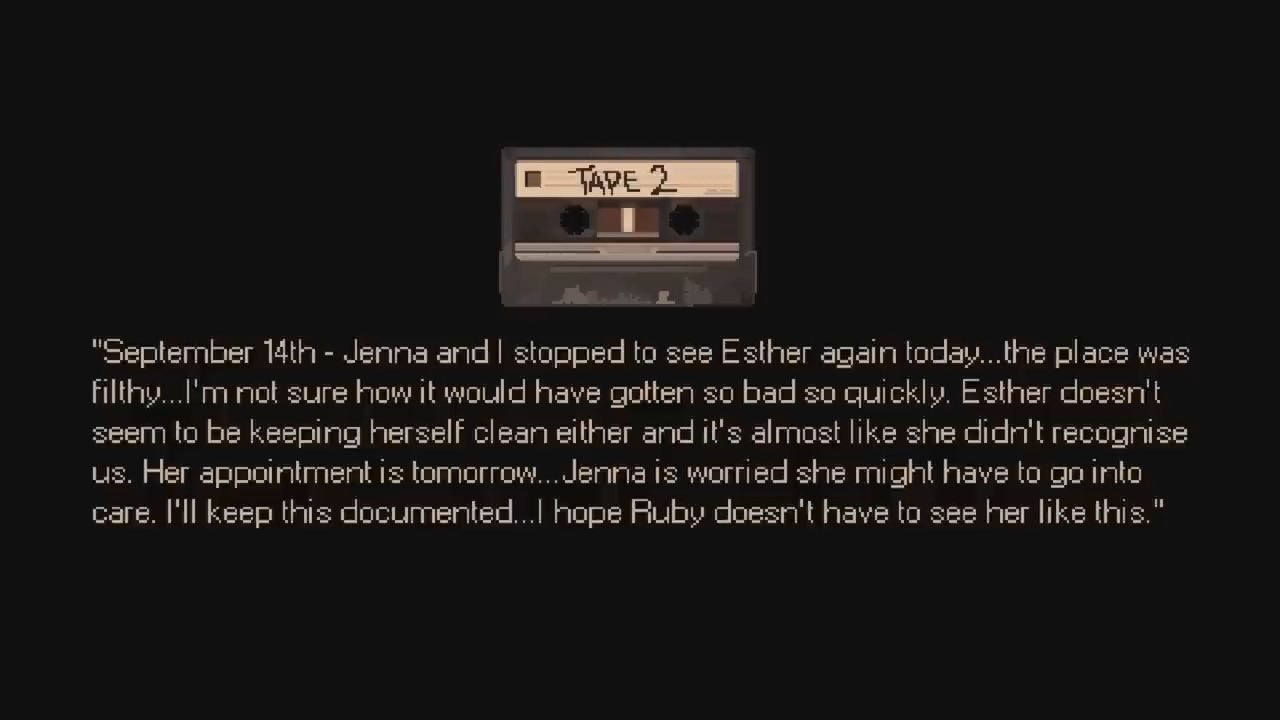 TAPE 2
"September 14th - Jenna and I stopped to see Esther again today...the place was
filthy...I'm not sure how it would have gotten so bad so quickly. Esther doesn't
seem to be keeping herself clean either and it's almost like she didn't recognise
us. Her appointment is tomorrow...Jenna is worried she might have to go into
care. I'll keep this documented...I hope Ruby doesn't have to see her like this."